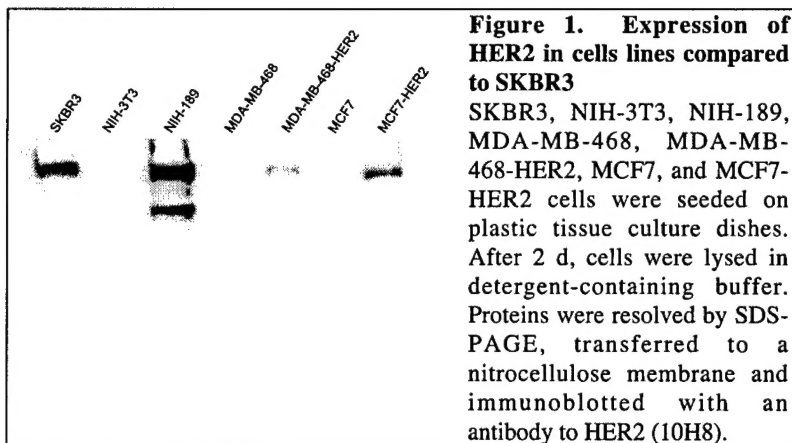 SKBR3
NIH-3T3
NIH-189
MDA-MB-468
MDA-MB-468-HER2
MCF7
MCF7-HER2
Figure 1. Expression of
HER2 in cells lines compared
to SKBR3
SKBR3, NIH-3T3, NIH-189,
MDA-MB-468, MDA-MB-
468-HER2, MCF7, and MCF7-
HER2 cells were seeded on
plastic tissue culture dishes.
After 2 d, cells were lysed in
detergent-containing buffer.
Proteins were resolved by SDS-
PAGE, transferred to a
nitrocellulose membrane and
immunoblotted with an
antibody to HER2 (10H8).